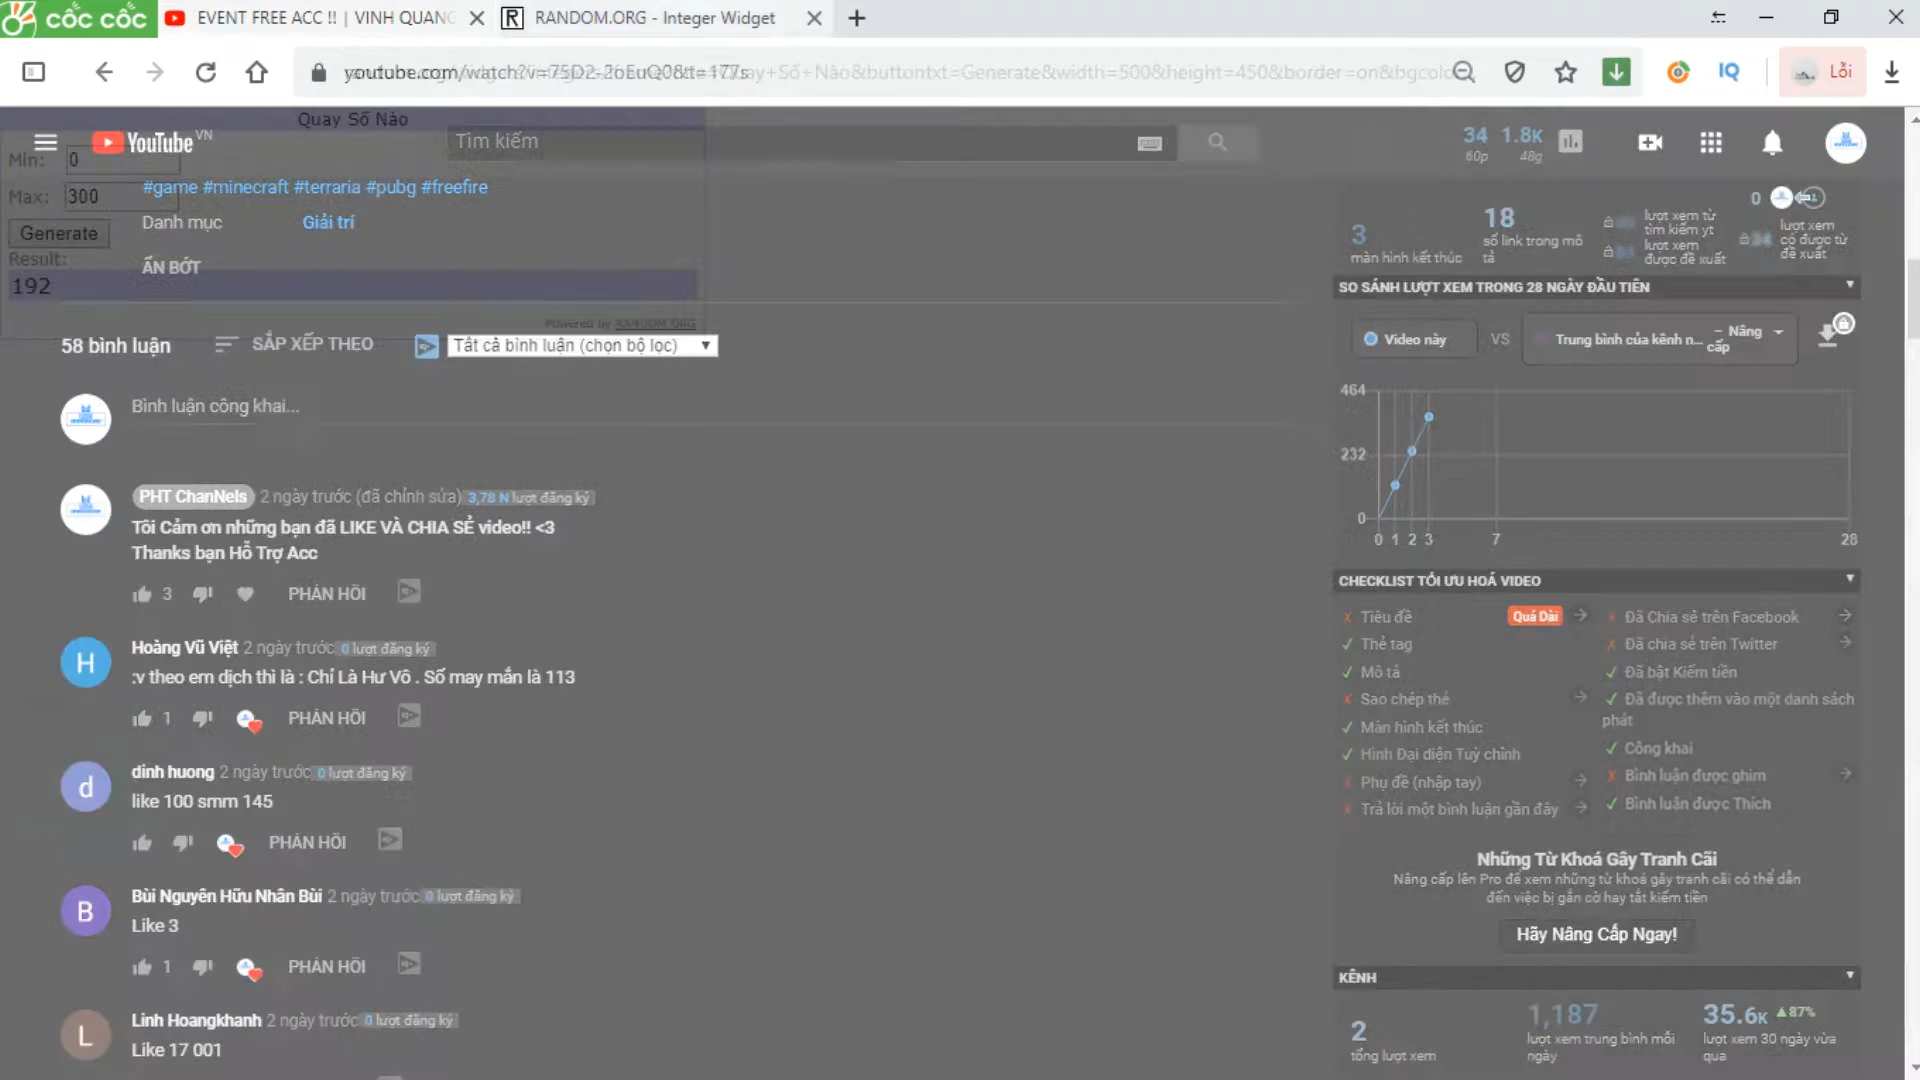 cốc cốc
EVENT FREE ACC !! | VINH QUANG
RANDOM.ORG - Integer Widget
youtube.com/watch?v=75D2-2bEuQ0&t=177s
Số+Nào&buttontxt=Generate&width=500&height=450&border=on&bgcolo
IQ
Lỗi
Quay Số Nào
Min: 0
Max: 300
Generate
Result:
192
Powered by RANDOM.ORG
YouTube VN
Tìm kiếm
34 1.8K
60p 48g
#game #minecraft #terraria #pubg #freefire
Danh mục Giải trí
ẨN BỚT
58 bình luận
SẮP XẾP THEO
Tất cả bình luận (chọn bộ lọc)
Bình luận công khai...
PHT ChanNels 2 ngày trước (đã chỉnh sửa) 3,78 N lượt đăng ký
Tôi Cảm ơn những bạn đã LIKE VÀ CHIA SẺ video!! <3
Thanks bạn Hỗ Trợ Acc
3 PHẢN HỒI
Hoàng Vũ Việt 2 ngày trước 0 lượt đăng ký
:v theo em dịch thì là : Chỉ Là Hư Vô . Số may mắn là 113
1 PHẢN HỒI
dinh huong 2 ngày trước 0 lượt đăng ký
like 100 smm 145
PHẢN HỒI
Bùi Nguyên Hữu Nhân Bùi 2 ngày trước 0 lượt đăng ký
Like 3
1 PHẢN HỒI
Linh Hoangkhanh 2 ngày trước 0 lượt đăng ký
Like 17 001
0
3
màn hình kết thúc
18
số link trong mô
tả
lượt xem từ
tìm kiếm yt
lượt xem
được đề xuất
lượt xem
có được từ
đề xuất
SO SÁNH LƯỢT XEM TRONG 28 NGÀY ĐẦU TIÊN
Video này
VS
Trung bình của kênh n... – Nâng
cấp
464
232
0
0 1 2 3 7 28
CHECKLIST TỐI ƯU HOÁ VIDEO
Tiêu đề Quá Dài
Thẻ tag
Mô tả
Sao chép thẻ
Màn hình kết thúc
Hình Đại diện Tuỳ chỉnh
Phụ đề (nhập tay)
Trả lời một bình luận gần đây
Đã Chia sẻ trên Facebook
Đã chia sẻ trên Twitter
Đã bật Kiếm tiền
Đã được thêm vào một danh sách
phát
Công khai
Bình luận được ghim
Bình luận được Thích
Những Từ Khoá Gây Tranh Cãi
Nâng cấp lên Pro để xem những từ khoá gây tranh cãi có thể dẫn
đến việc bị gắn cờ hay tắt kiếm tiền
Hãy Nâng Cấp Ngay!
KÊNH
2
tổng lượt xem
1,187
lượt xem trung bình mỗi
ngày
35.6K ▲87%
lượt xem 30 ngày vừa
qua